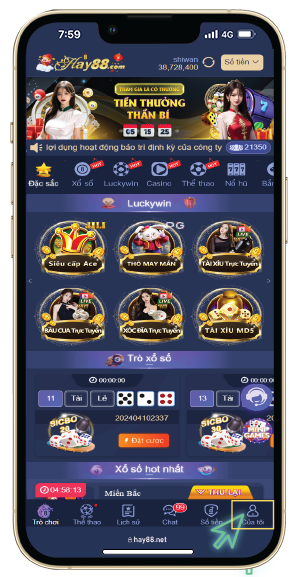 7:59
4G
Hay88.com
shiwan
38,728,400
Số tiền
THAM GIA LÀ CÓ THƯỞNG
TIỀN THƯỞNG
THẦN BÍ
05 15 25
lợi dụng hoạt động bảo trì định kỳ của công ty
21350
HOT HOT HOT
Đặc sắc Xổ số Luckywin Casino Thể thao Nổ hũ
Luckywin
Siêu cấp Ace
THỎ MAY MẮN
LIVE
TÀI XỈU Trực Tuyến
LIVE
BẦU CUA Trực Tuyến
LIVE
XÓC ĐĨA Trực Tuyến
TÀI XỈU MD5
Trò xổ số
00:00:00
00:00:00
11 Tài Lẻ
13 Tài
202404102337
SICBO
30
Đặt cược
SICBO
20
MINI
GAMES
Xổ số hot nhất
04:58:13
Miền Bắc
THU LẠI
99
Trò chơi Thể thao Lịch sử Chat Số tiền Của tôi
hay88.net